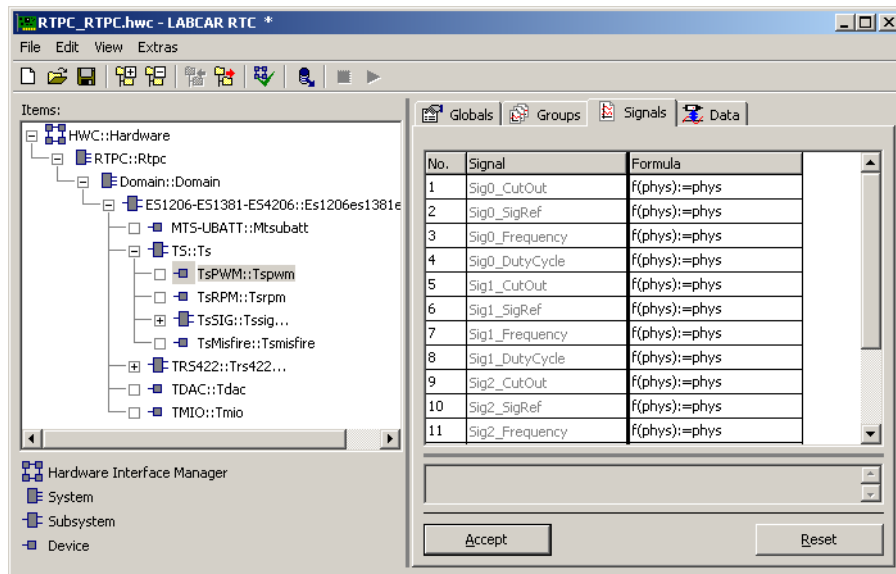 RTPC_RTPC.hwc - LABCAR RTC *
File Edit View Extras
Items:
HWC::Hardware
RTPC::Rtpc
Domain::Domain
ES1206-ES1381-ES4206::Es1206es1381e
MTS-UBATT::Mtsubatt
TS::Ts
TsPWM::Tspwm
TsRPM::Tsrpm
TsSIG::Tssig...
TsMisfire::Tsmisfire
TRS422::Trs422...
TDAC::Tdac
TMIO::Tmio
Hardware Interface Manager
System
Subsystem
Device
Globals Groups Signals Data
No. Signal Formula
1 Sig0_CutOut f(phys):=phys
2 Sig0_SigRef f(phys):=phys
3 Sig0_Frequency f(phys):=phys
4 Sig0_DutyCycle f(phys):=phys
5 Sig1_CutOut f(phys):=phys
6 Sig1_SigRef f(phys):=phys
7 Sig1_Frequency f(phys):=phys
8 Sig1_DutyCycle f(phys):=phys
9 Sig2_CutOut f(phys):=phys
10 Sig2_SigRef f(phys):=phys
11 Sig2_Frequency f(phys):=phys
Accept Reset